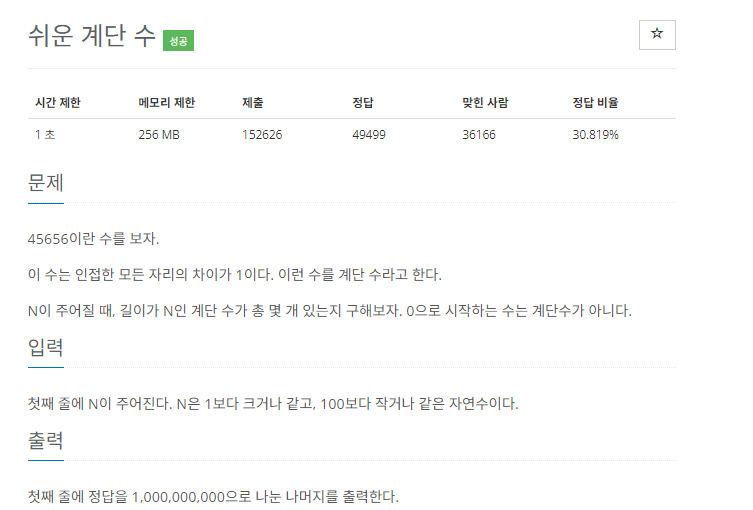 쉬운 계단 수 성공 ☆
시간 제한 메모리 제한 제출 정답 맞힌 사람 정답 비율
1 초 256 MB 152626 49499 36166 30.819%
문제
45656이란 수를 보자.
이 수는 인접한 모든 자리의 차이가 1이다. 이런 수를 계단 수라고 한다.
N이 주어질 때, 길이가 N인 계단 수가 총 몇 개 있는지 구해보자. 0으로 시작하는 수는 계단수가 아니다.
입력
첫째 줄에 N이 주어진다. N은 1보다 크거나 같고, 100보다 작거나 같은 자연수이다.
출력
첫째 줄에 정답을 1,000,000,000으로 나눈 나머지를 출력한다.